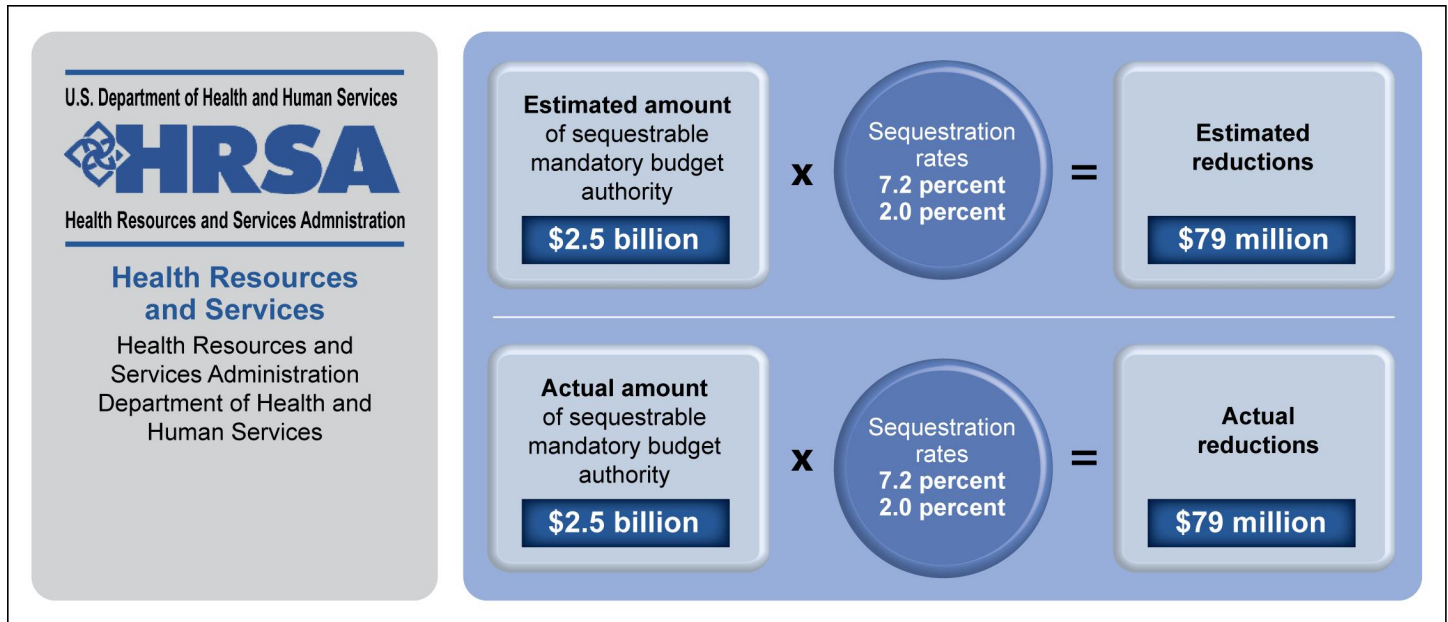 U.S. Department of Health and Human Services
HRSA
Health Resources and Services Admnistration
Health Resources
and Services
Health Resources and
Services Administration
Department of Health and
Human Services
Estimated amount
of sequestrable
mandatory budget
authority
$2.5 billion
x
Sequestration
rates
7.2 percent
2.0 percent
=
Estimated
reductions
$79 million
Actual amount
of sequestrable
mandatory budget
authority
$2.5 billion
x
Sequestration
rates
7.2 percent
2.0 percent
=
Actual
reductions
$79 million